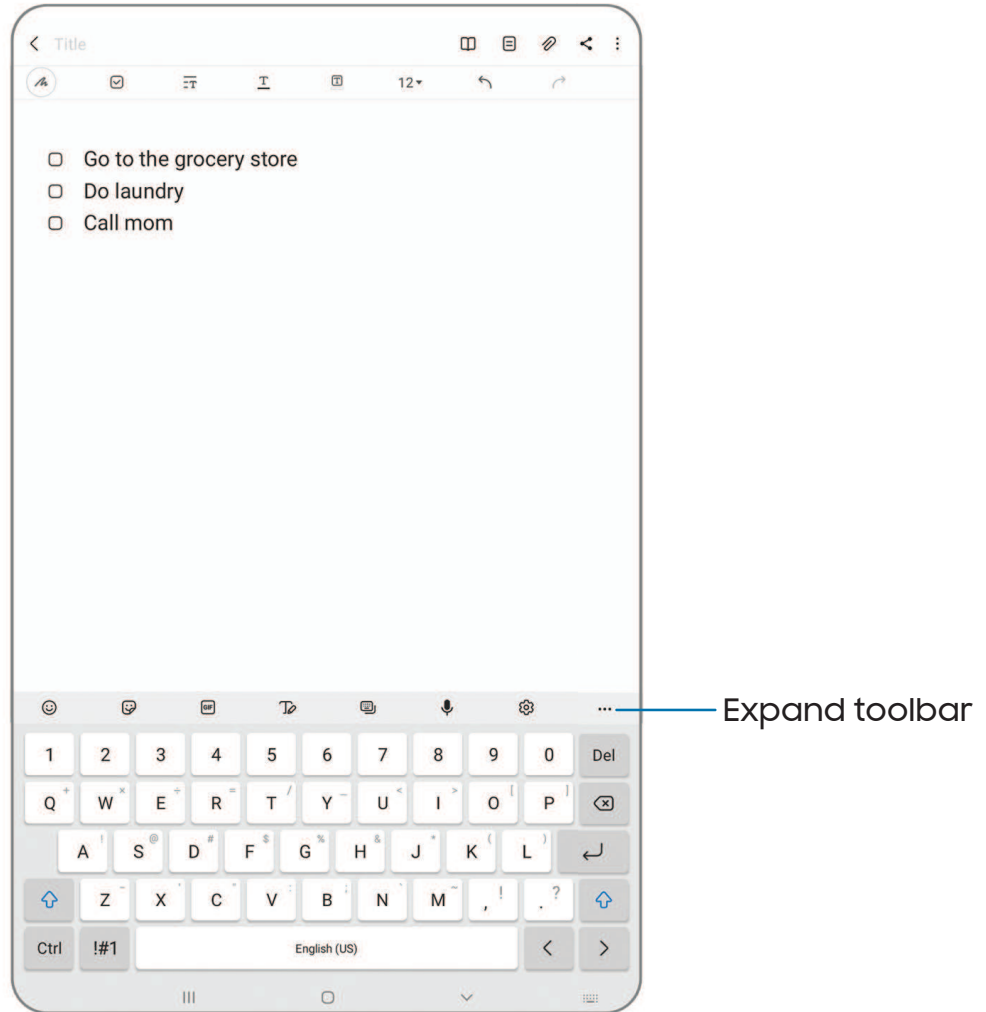 Title
T T T 12
Go to the grocery store
Do laundry
Call mom
GIF T
Expand toolbar
1 2 3 4 5 6 7 8 9 0 Del
Q + W × E ÷ R = T / Y _ U < I > O [ P ]
A ! S @ D # F $ G % H & J * K ( L )
Z - X ' C " V : B ; N ` M ~ , ! . ?
Ctrl !#1 English (US) < >